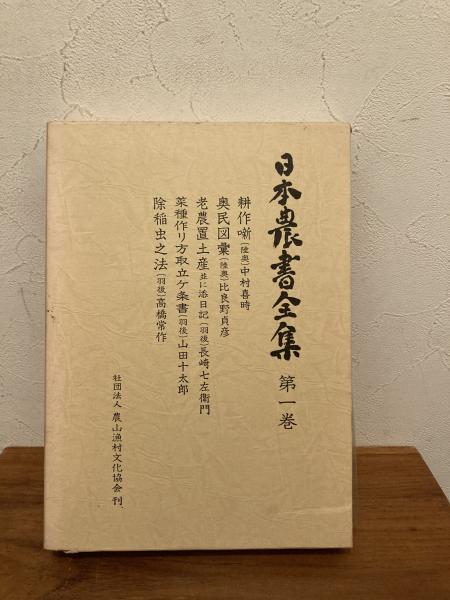 日本農書全集 第一巻
耕作噺(陸奥)中村喜時
奥民図彙(陸奥)比良野貞彦
老農置土産並に添日記(羽後)長崎七左衛門
菜種作り方取立ケ条書(羽後)山田十太郎
除稲虫之法(羽後)高橋常作
社団法人 農山漁村文化協会 刊